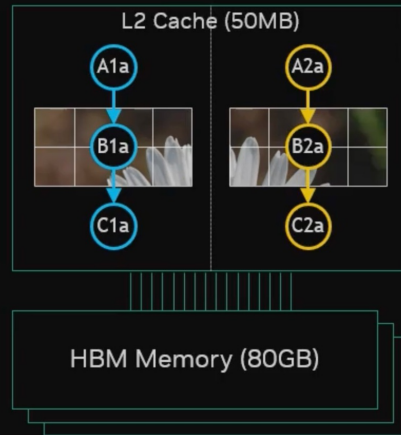 L2 Cache (50MB)
A1a A2a
B1a B2a
C1a C2a
HBM Memory (80GB)